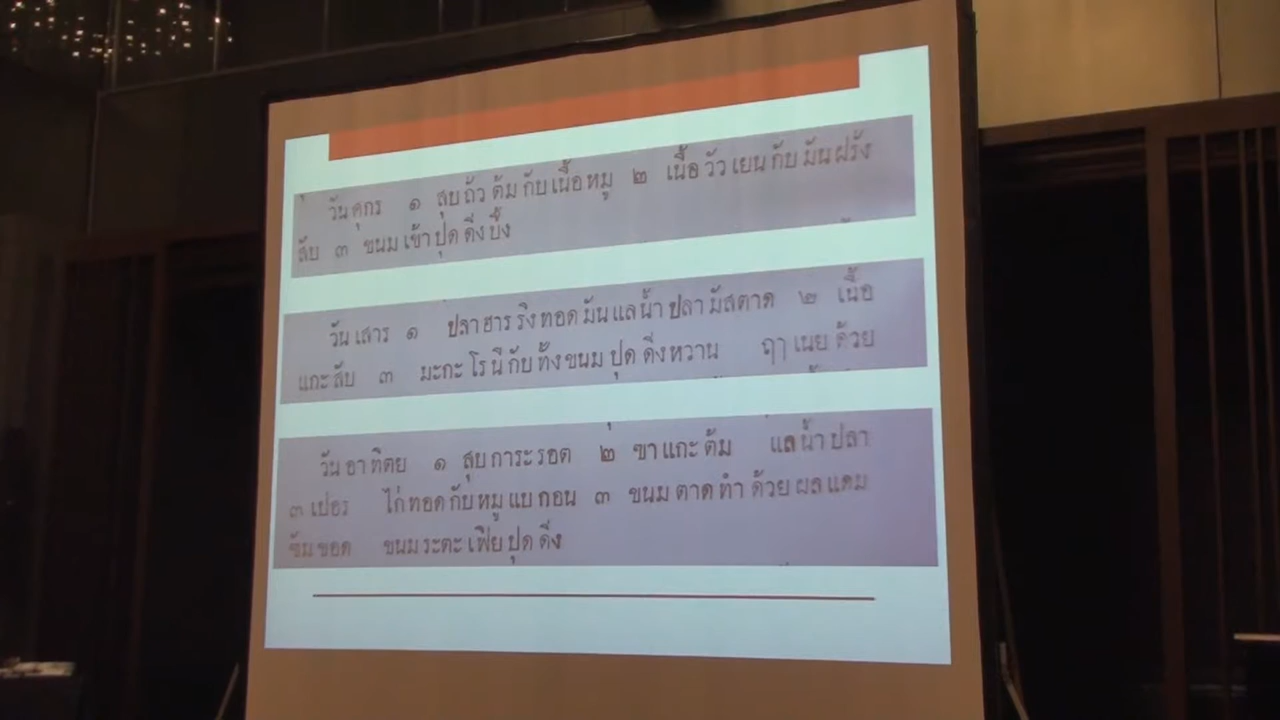 วันศุกร ๑ สุบถั่วต้มกับเนื้อหมู ๒ เนื้อวัวเยนกับมันฝรัง
สับ ๓ ขนมเข้าปุดดึงบึ้ง
วันเสาร ๑ ปลาฮารริงทอดมันแลน้ำปลามัสตาด ๒ เนื้อ
แกะสับ ๓ มะกะโรนีกับทั้งขนมปุดดิ่งหวาน ฤๅเนยด้วย
วันอาทิตย ๑ สุบการะรอต ๒ ขาแกะต้ม แลน้ำปลา
๓ เปอร ไก่ทอดกับหมูแบกอน ๓ ขนมตาดทำด้วยผลแดม
ซันขอด ขนมระตะเฟียปุดดิ่ง